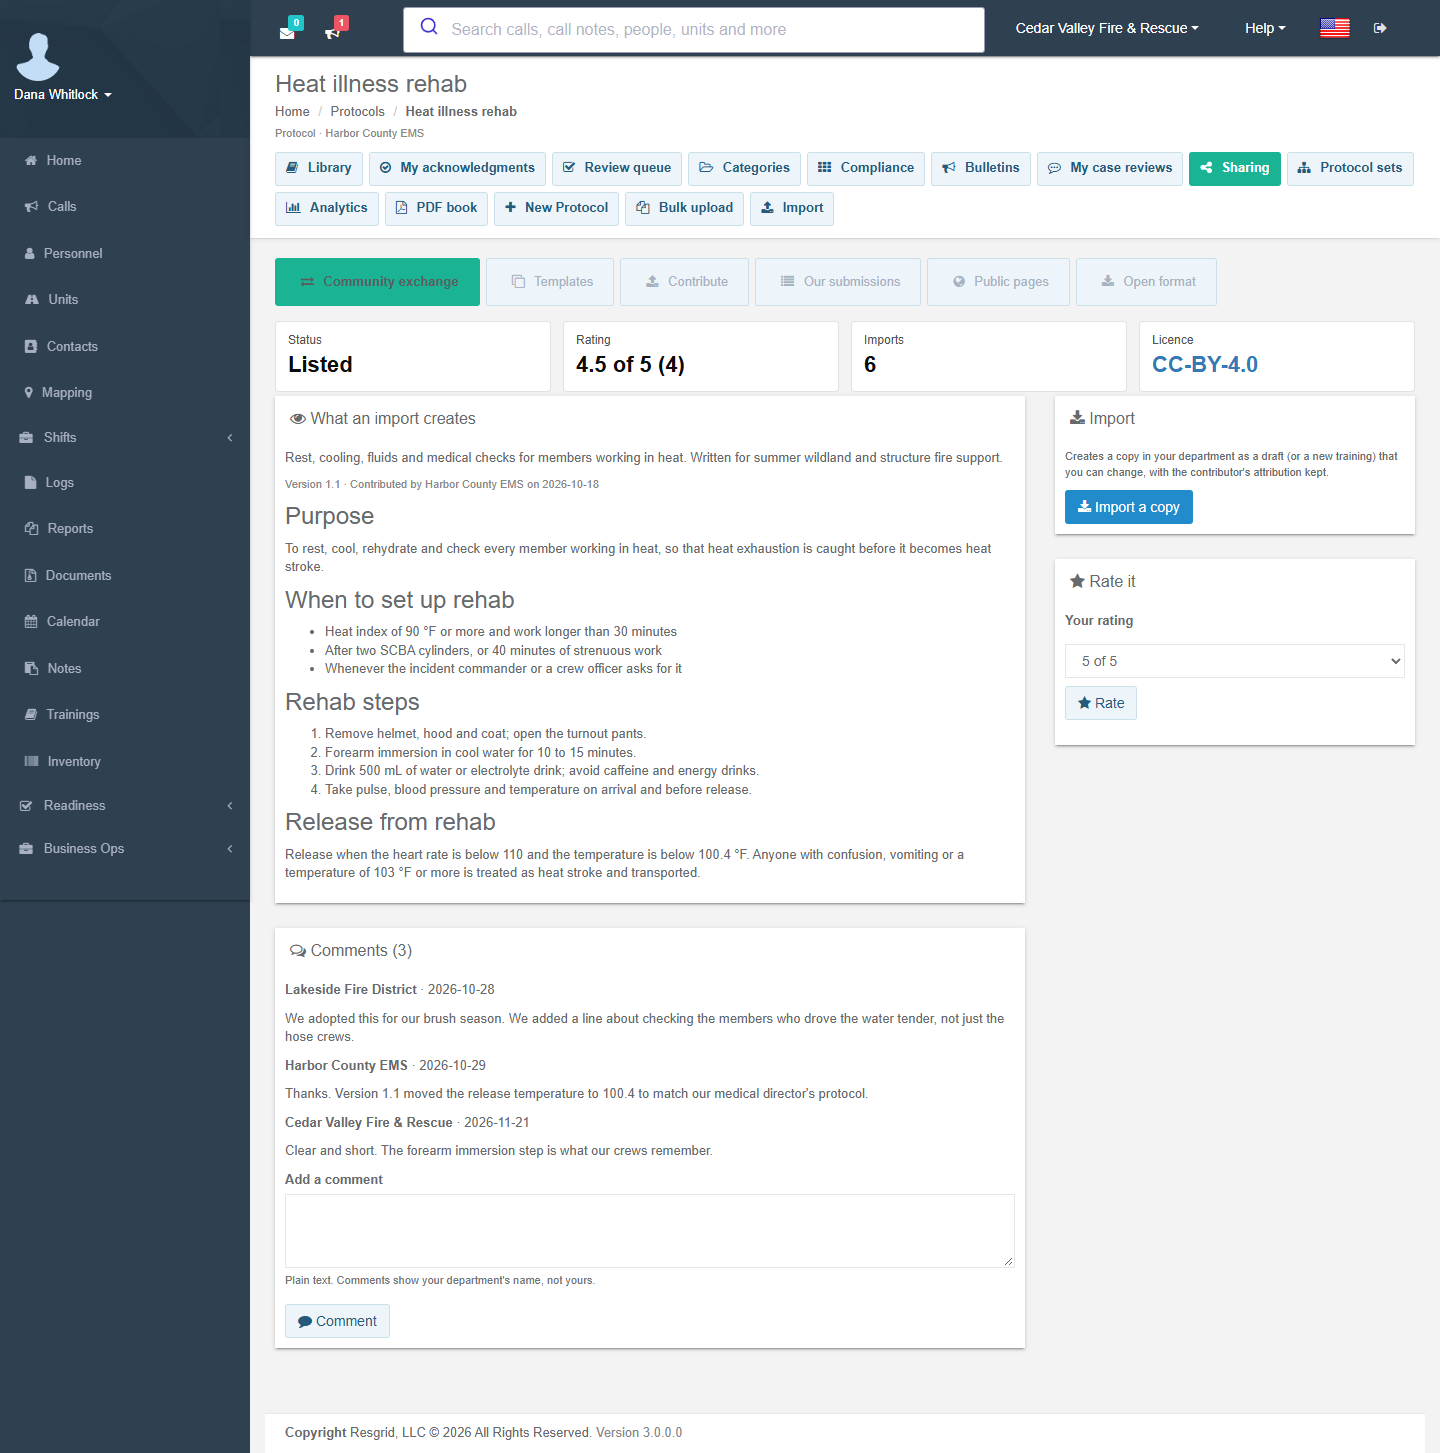 0
1
Search calls, call notes, people, units and more
Cedar Valley Fire & Rescue
Help
Dana Whitlock
Home
Calls
Personnel
Units
Contacts
Mapping
Shifts
Logs
Reports
Documents
Calendar
Notes
Trainings
Inventory
Readiness
Business Ops
Heat illness rehab
Home / Protocols / Heat illness rehab
Protocol · Harbor County EMS
Library
My acknowledgments
Review queue
Categories
Compliance
Bulletins
My case reviews
Sharing
Protocol sets
Analytics
PDF book
New Protocol
Bulk upload
Import
Community exchange
Templates
Contribute
Our submissions
Public pages
Open format
Status
Listed
Rating
4.5 of 5 (4)
Imports
6
Licence
CC-BY-4.0
What an import creates
Rest, cooling, fluids and medical checks for members working in heat. Written for summer wildland and structure fire support.
Version 1.1 · Contributed by Harbor County EMS on 2026-10-18
Purpose
To rest, cool, rehydrate and check every member working in heat, so that heat exhaustion is caught before it becomes heat
stroke.
When to set up rehab
• Heat index of 90 °F or more and work longer than 30 minutes
• After two SCBA cylinders, or 40 minutes of strenuous work
• Whenever the incident commander or a crew officer asks for it
Rehab steps
1. Remove helmet, hood and coat; open the turnout pants.
2. Forearm immersion in cool water for 10 to 15 minutes.
3. Drink 500 mL of water or electrolyte drink; avoid caffeine and energy drinks.
4. Take pulse, blood pressure and temperature on arrival and before release.
Release from rehab
Release when the heart rate is below 110 and the temperature is below 100.4 °F. Anyone with confusion, vomiting or a
temperature of 103 °F or more is treated as heat stroke and transported.
Import
Creates a copy in your department as a draft (or a new training) that
you can change, with the contributor's attribution kept.
Import a copy
Rate it
Your rating
5 of 5
Rate
Comments (3)
Lakeside Fire District · 2026-10-28
We adopted this for our brush season. We added a line about checking the members who drove the water tender, not just the
hose crews.
Harbor County EMS · 2026-10-29
Thanks. Version 1.1 moved the release temperature to 100.4 to match our medical director's protocol.
Cedar Valley Fire & Rescue · 2026-11-21
Clear and short. The forearm immersion step is what our crews remember.
Add a comment
Plain text. Comments show your department's name, not yours.
Comment
Copyright Resgrid, LLC © 2026 All Rights Reserved. Version 3.0.0.0